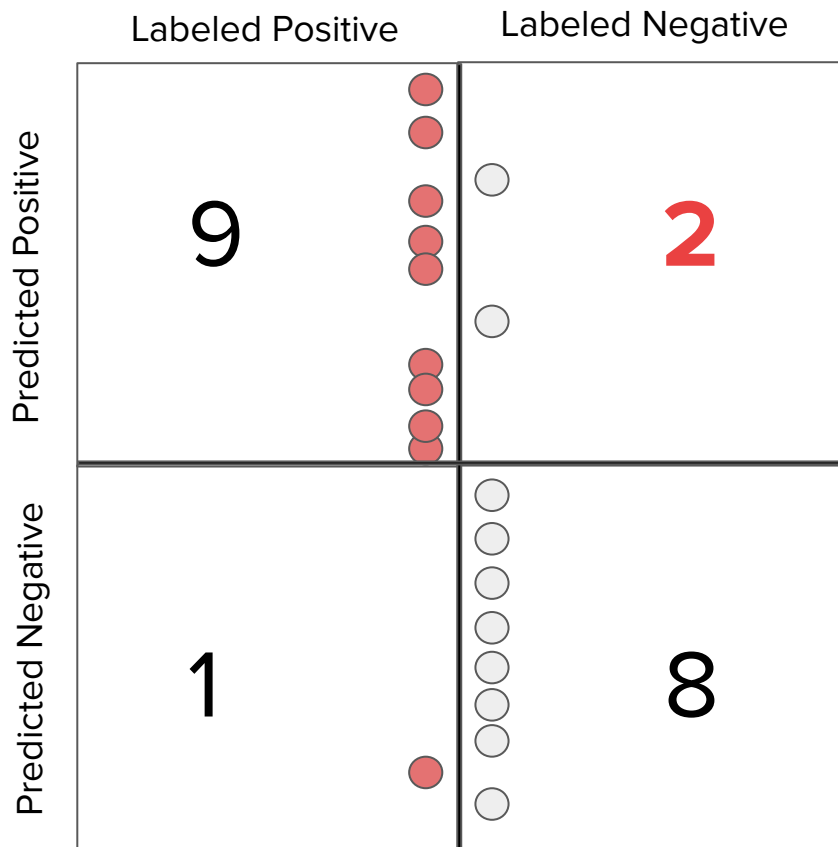 Labeled Positive
Labeled Negative
Predicted Positive
9
2
Predicted Negative
1
8